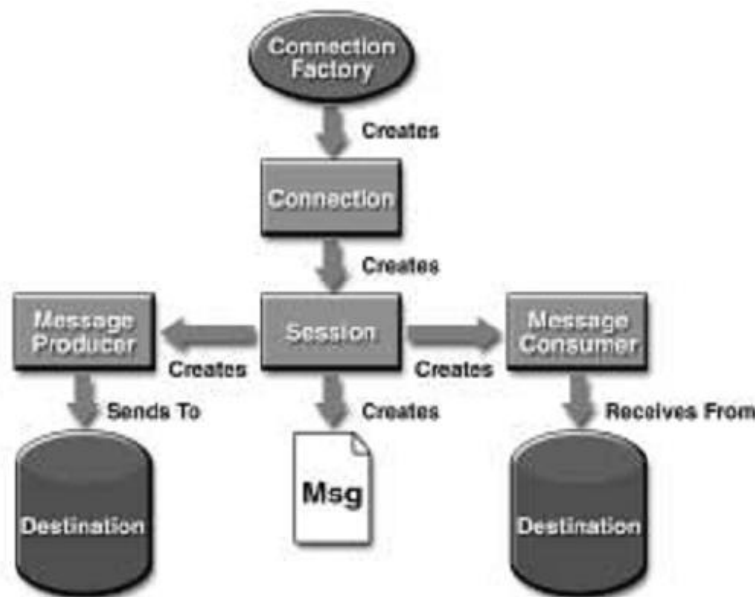 Connection
Factory
Creates
Connection
Creates
Message
Producer
Session
Message
Consumer
Creates
Creates
Sends To
Creates
Receives From
Destination
Msg
Destination